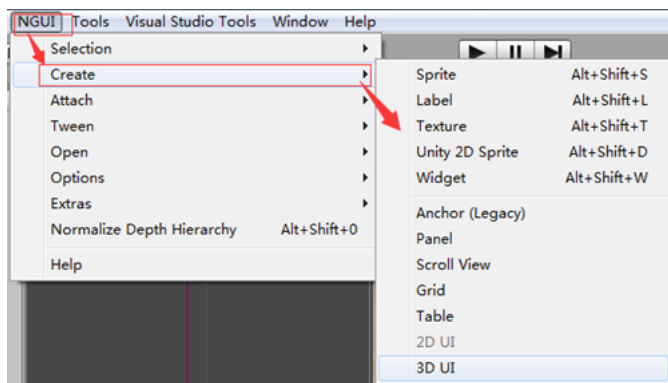 NGUI Tools Visual Studio Tools Window Help
Selection
Create
Attach
Tween
Open
Options
Extras
Normalize Depth Hierarchy Alt+Shift+0
Help
Sprite Alt+Shift+S
Label Alt+Shift+L
Texture Alt+Shift+T
Unity 2D Sprite Alt+Shift+D
Widget Alt+Shift+W
Anchor (Legacy)
Panel
Scroll View
Grid
Table
2D UI
3D UI